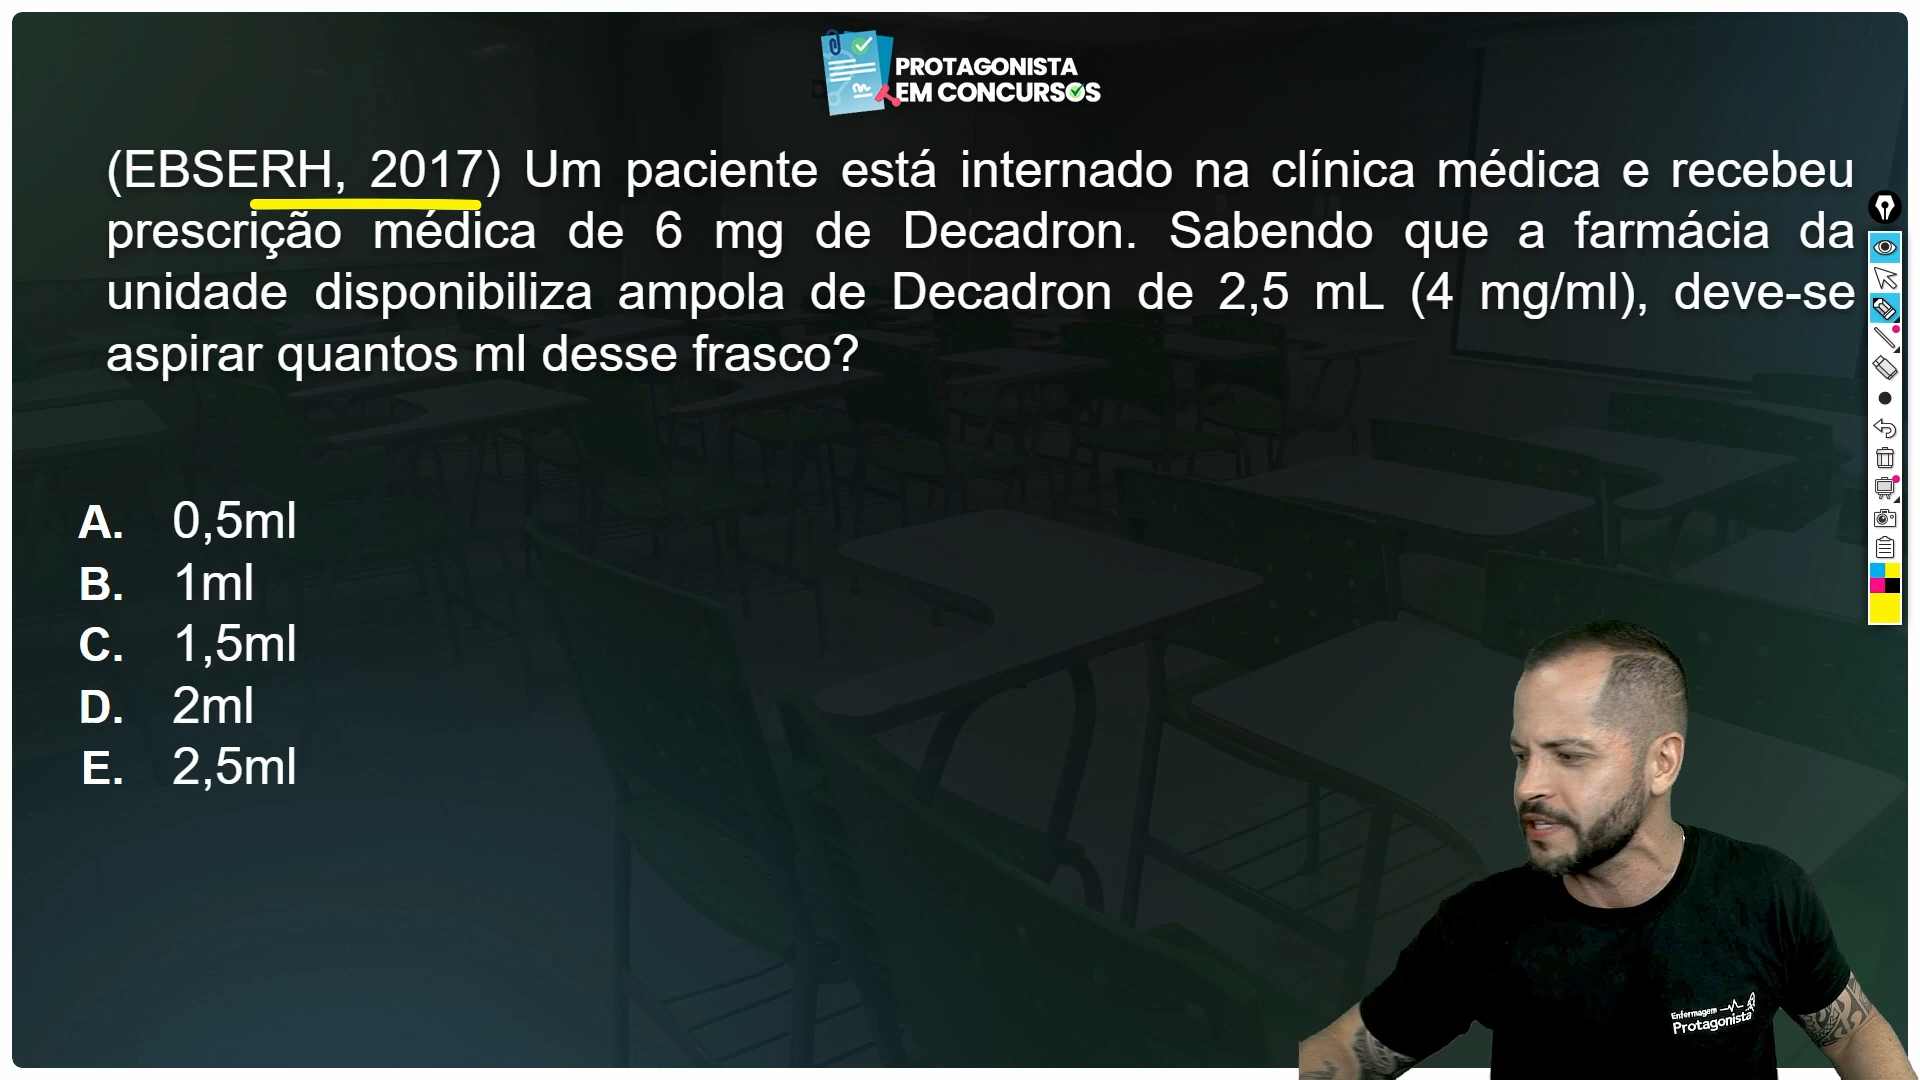 PROTAGONISTA
EM CONCURSOS
(EBSERH, 2017) Um paciente está internado na clínica médica e recebeu
prescrição médica de 6 mg de Decadron. Sabendo que a farmácia da
unidade disponibiliza ampola de Decadron de 2,5 mL (4 mg/ml), deve-se
aspirar quantos ml desse frasco?
A. 0,5ml
B. 1ml
C. 1,5ml
D. 2ml
E. 2,5ml
Enfermagem
Protagonista